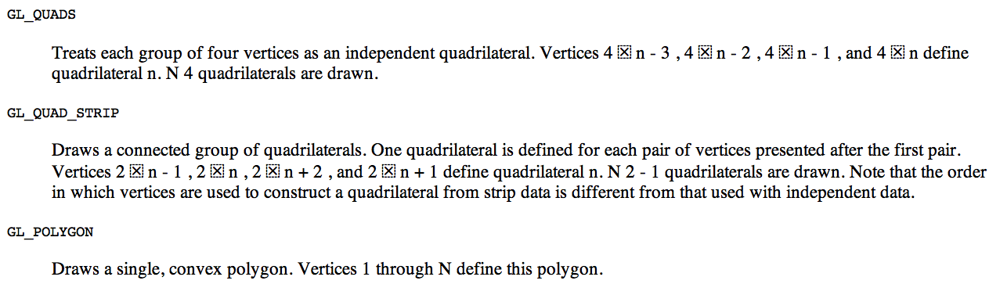 GL_QUADS
Treats each group of four vertices as an independent quadrilateral. Vertices 4 ☒ n - 3 , 4 ☒ n - 2 , 4 ☒ n - 1 , and 4 ☒ n define
quadrilateral n. N 4 quadrilaterals are drawn.
GL_QUAD_STRIP
Draws a connected group of quadrilaterals. One quadrilateral is defined for each pair of vertices presented after the first pair.
Vertices 2 ☒ n - 1 , 2 ☒ n , 2 ☒ n + 2 , and 2 ☒ n + 1 define quadrilateral n. N 2 - 1 quadrilaterals are drawn. Note that the order
in which vertices are used to construct a quadrilateral from strip data is different from that used with independent data.
GL_POLYGON
Draws a single, convex polygon. Vertices 1 through N define this polygon.